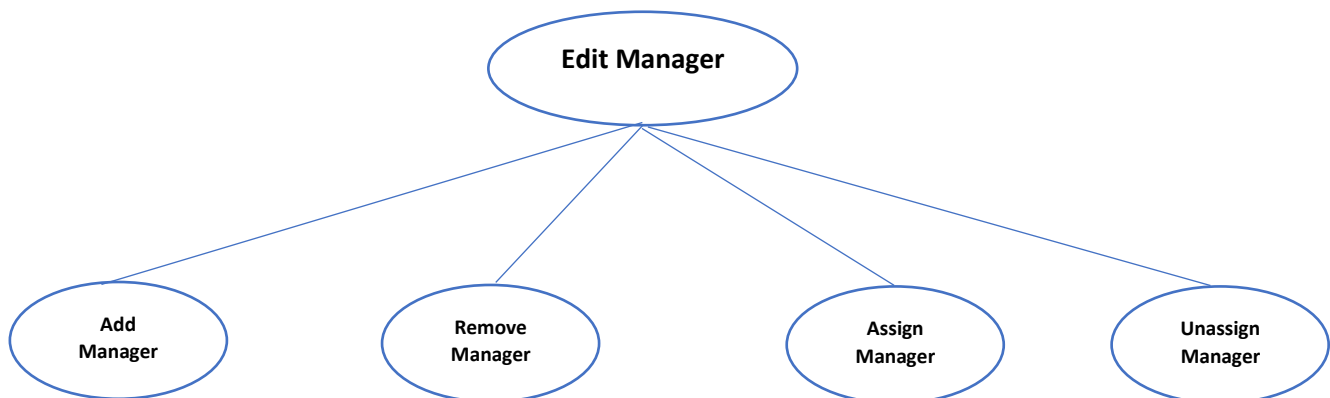 Edit Manager
Add
Manager
Remove
Manager
Assign
Manager
Unassign
Manager